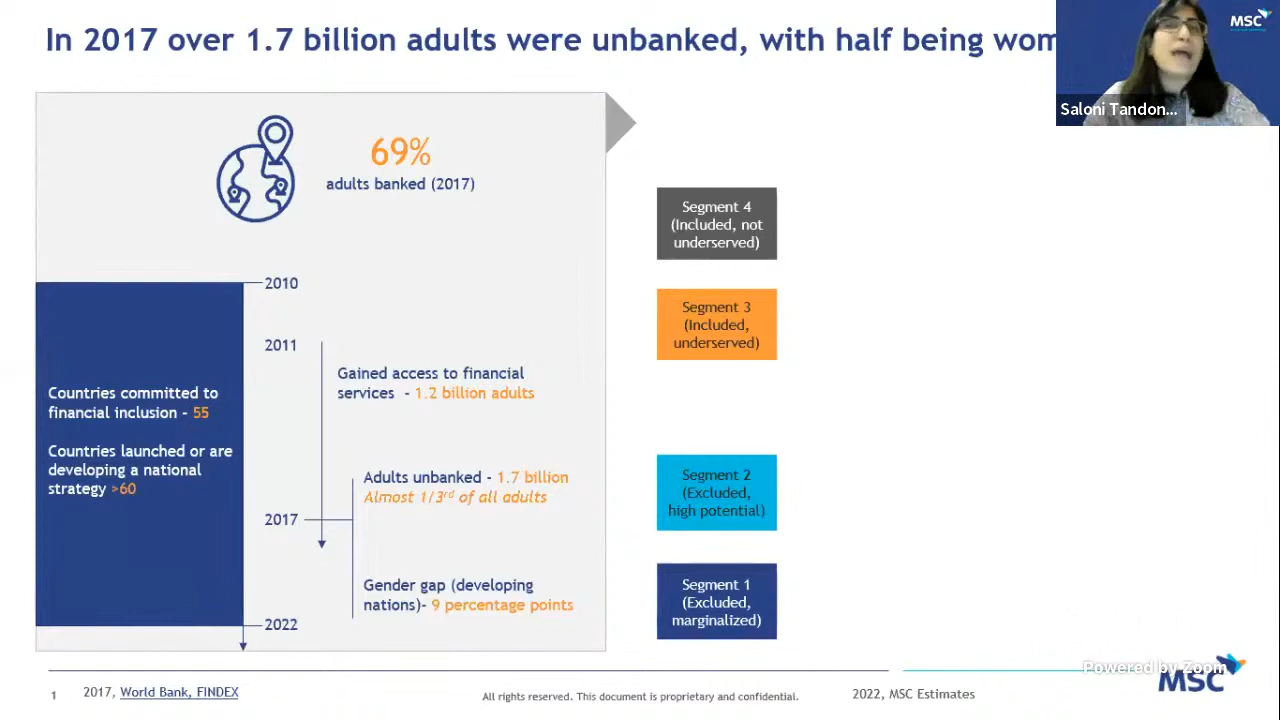 In 2017 over 1.7 billion adults were unbanked, with half being
MSC
Saloni Tandon...
69%
adults banked (2017)
2010
2011
Gained access to financial
services - 1.2 billion adults
Countries committed to
financial inclusion - 55
Countries launched or are
developing a national
strategy >60
Adults unbanked - 1.7 billion
Almost 1/3rd of all adults
2017
Gender gap (developing
nations)- 9 percentage points
2022
Segment 4
(Included, not
underserved)
Segment 3
(Included,
underserved)
Segment 2
(Excluded,
high potential)
Segment 1
(Excluded,
marginalized)
Powered by Zoom
MSC
1
2017, World Bank, FINDEX
All rights reserved. This document is proprietary and confidential.
2022, MSC Estimates